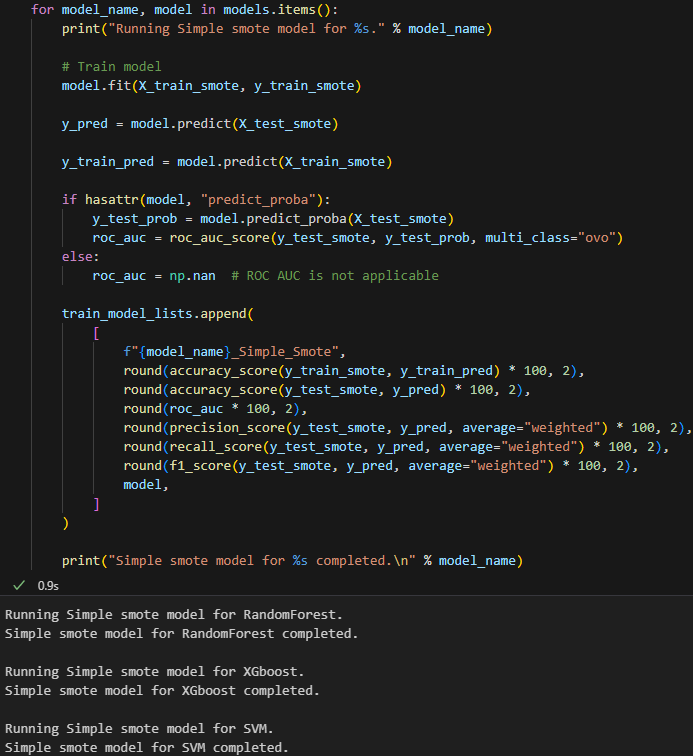 for model_name, model in models.items():
    print("Running Simple smote model for %s." % model_name)

    # Train model
    model.fit(X_train_smote, y_train_smote)

    y_pred = model.predict(X_test_smote)

    y_train_pred = model.predict(X_train_smote)

    if hasattr(model, "predict_proba"):
        y_test_prob = model.predict_proba(X_test_smote)
        roc_auc = roc_auc_score(y_test_smote, y_test_prob, multi_class="ovo")
    else:
        roc_auc = np.nan  # ROC AUC is not applicable

    train_model_lists.append(
        [
            f"{model_name}_Simple_Smote",
            round(accuracy_score(y_train_smote, y_train_pred) * 100, 2),
            round(accuracy_score(y_test_smote, y_pred) * 100, 2),
            round(roc_auc * 100, 2),
            round(precision_score(y_test_smote, y_pred, average="weighted") * 100, 2),
            round(recall_score(y_test_smote, y_pred, average="weighted") * 100, 2),
            round(f1_score(y_test_smote, y_pred, average="weighted") * 100, 2),
            model,
        ]
    )

    print("Simple smote model for %s completed.\n" % model_name)
✓ 0.9s
Running Simple smote model for RandomForest.
Simple smote model for RandomForest completed.

Running Simple smote model for XGboost.
Simple smote model for XGboost completed.

Running Simple smote model for SVM.
Simple smote model for SVM completed.